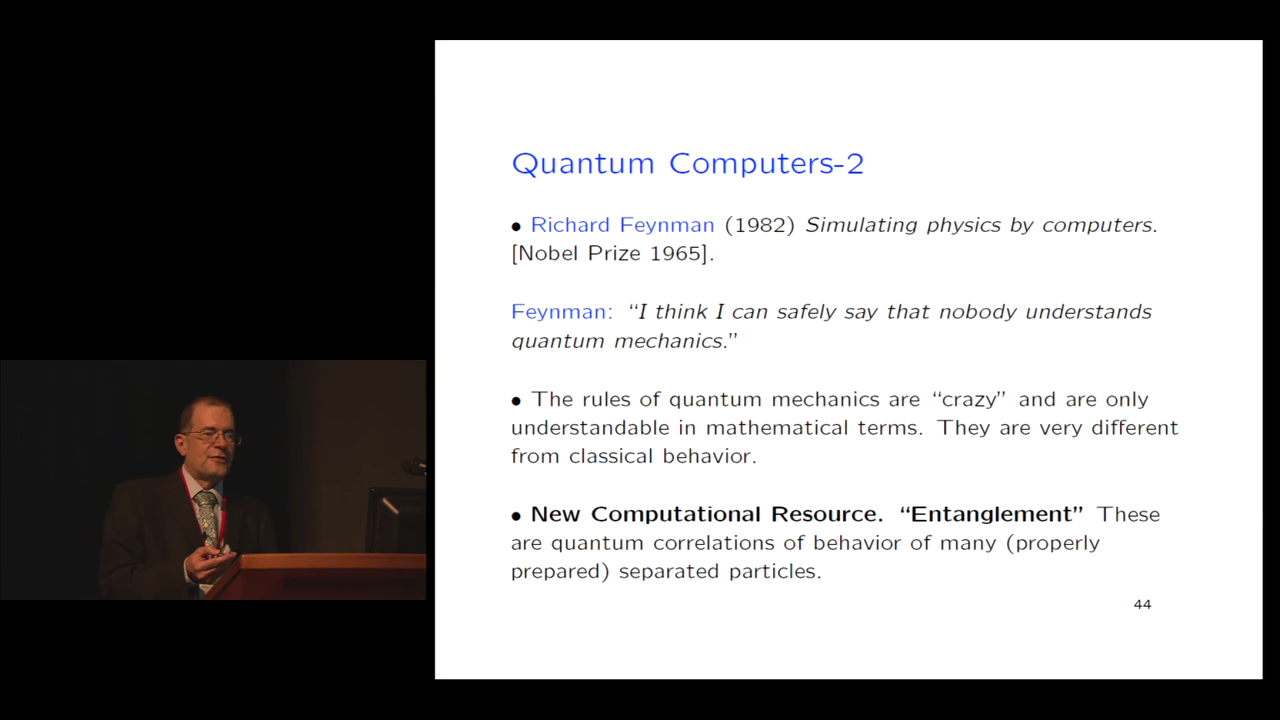 Quantum Computers-2
• Richard Feynman (1982) Simulating physics by computers.
[Nobel Prize 1965].
Feynman: “I think I can safely say that nobody understands
quantum mechanics.”
• The rules of quantum mechanics are “crazy” and are only
understandable in mathematical terms. They are very different
from classical behavior.
• New Computational Resource. “Entanglement” These
are quantum correlations of behavior of many (properly
prepared) separated particles.
44